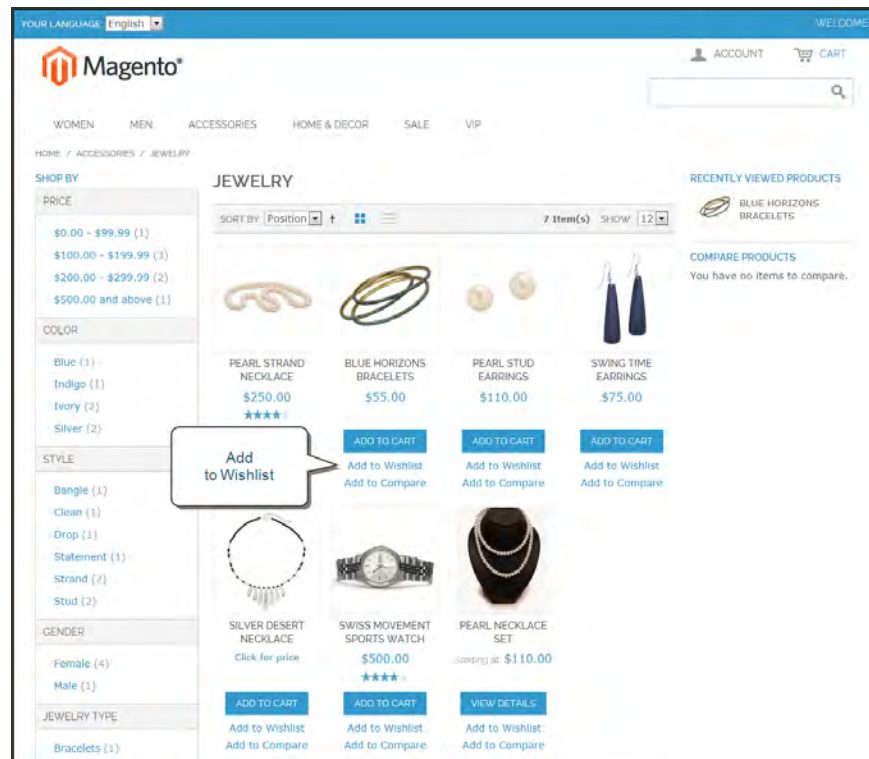 YOUR LANGUAGE: English
WELCOME
Magento®
ACCOUNT
CART
WOMEN MEN ACCESSORIES HOME & DECOR SALE VIP
HOME / ACCESSORIES / JEWELRY
SHOP BY
PRICE
$0.00 - $99.99 (1)
$100.00 - $199.99 (3)
$200.00 - $299.99 (2)
$500.00 and above (1)
COLOR
Blue (1)
Indigo (1)
Ivory (2)
Silver (2)
STYLE
Bangle (1)
Clean (1)
Drop (1)
Statement (1)
Strand (2)
Stud (2)
GENDER
Female (4)
Male (1)
JEWELRY TYPE
Bracelets (1)
JEWELRY
SORT BY Position
7 Item(s) SHOW 12
PEARL STRAND
NECKLACE
$250.00
BLUE HORIZONS
BRACELETS
$55.00
ADD TO CART
Add to Wishlist
Add to Compare
PEARL STUD
EARRINGS
$110.00
ADD TO CART
Add to Wishlist
Add to Compare
SWING TIME
EARRINGS
$75.00
ADD TO CART
Add to Wishlist
Add to Compare
Add
to Wishlist
SILVER DESERT
NECKLACE
Click for price
ADD TO CART
Add to Wishlist
Add to Compare
SWISS MOVEMENT
SPORTS WATCH
$500.00
ADD TO CART
Add to Wishlist
Add to Compare
PEARL NECKLACE
SET
Starting at: $110.00
VIEW DETAILS
Add to Wishlist
Add to Compare
RECENTLY VIEWED PRODUCTS
BLUE HORIZONS
BRACELETS
COMPARE PRODUCTS
You have no items to compare.